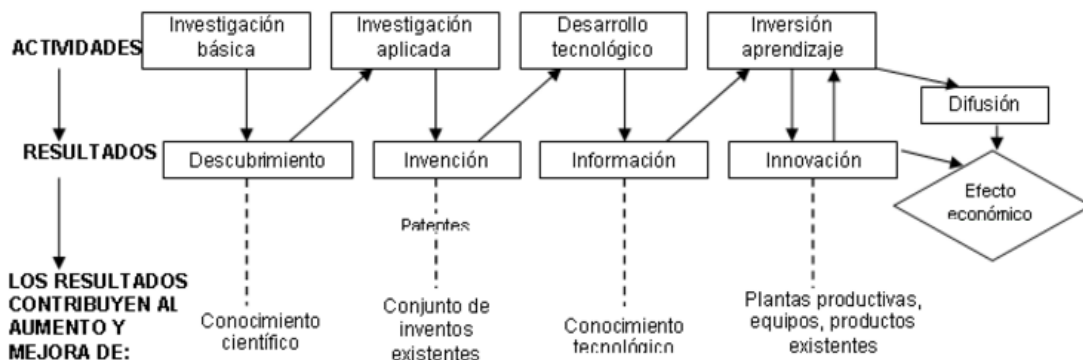 ACTIVIDADES
Investigación
básica
Investigación
aplicada
Desarrollo
tecnológico
Inversión
aprendizaje
Difusión
RESULTADOS
Descubrimiento
Invención
Información
Innovación
Efecto
económico
Patentes
LOS RESULTADOS
CONTRIBUYEN AL
AUMENTO Y
MEJORA DE:
Conocimiento
científico
Conjunto de
inventos
existentes
Conocimiento
tecnológico
Plantas productivas,
equipos, productos
existentes